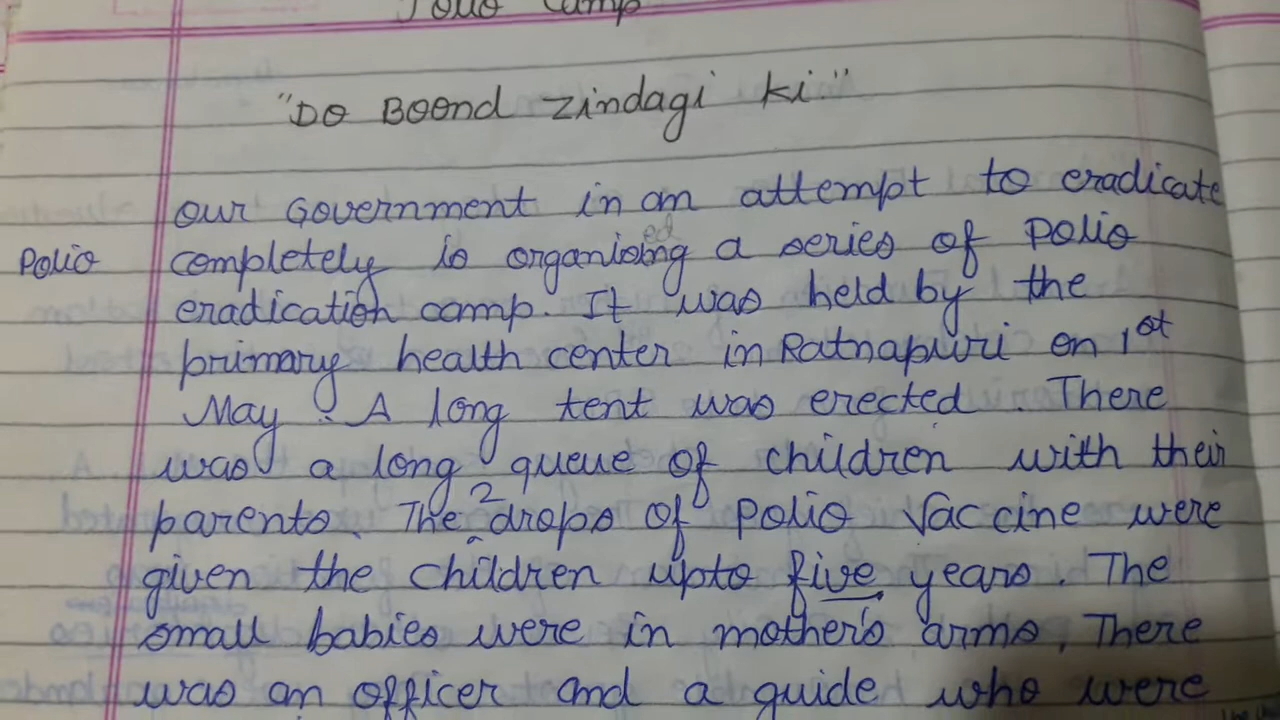 Polio Camp
"Do Boond Zindagi ki"
our Government in an attempt to eradicate
Polio completely is organising ed a series of Polio
eradication camp. It was held by the
primary health center in Ratnapuri on 1st
May. A long tent was erected. There
was a long queue of children with their
parents. The 2 drops of Polio Vaccine were
given the children upto five years. The
small babies were in mother's arms. There
was an officer and a guide who were